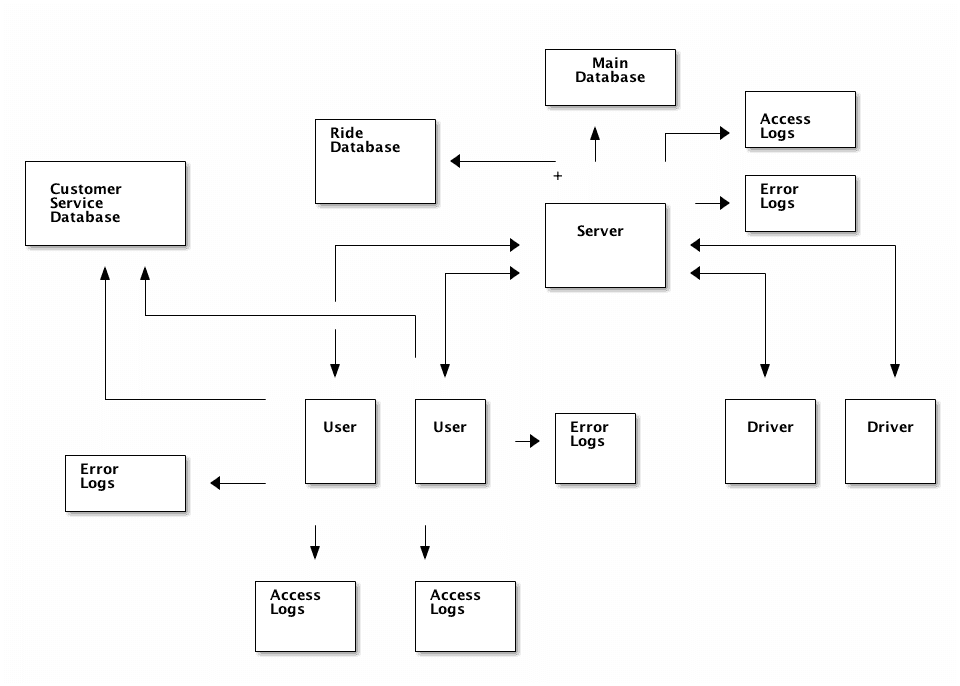 Main
Database
Access
Logs
Ride
Database
Customer
Service
Database
+
Error
Logs
Server
User
User
Error
Logs
Driver
Driver
Error
Logs
Access
Logs
Access
Logs